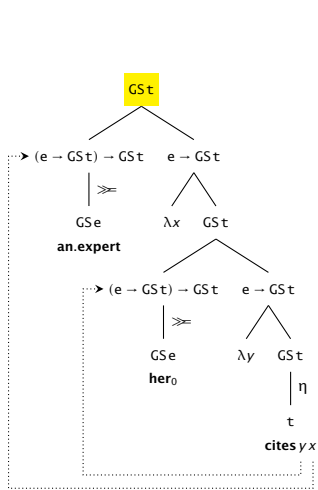 GSt
(e → GSt) → GSt e → GSt
≫=
GSe λx GSt
an.expert
(e → GSt) → GSt e → GSt
≫=
GSe λy GSt
her₀
η
t
cites y x